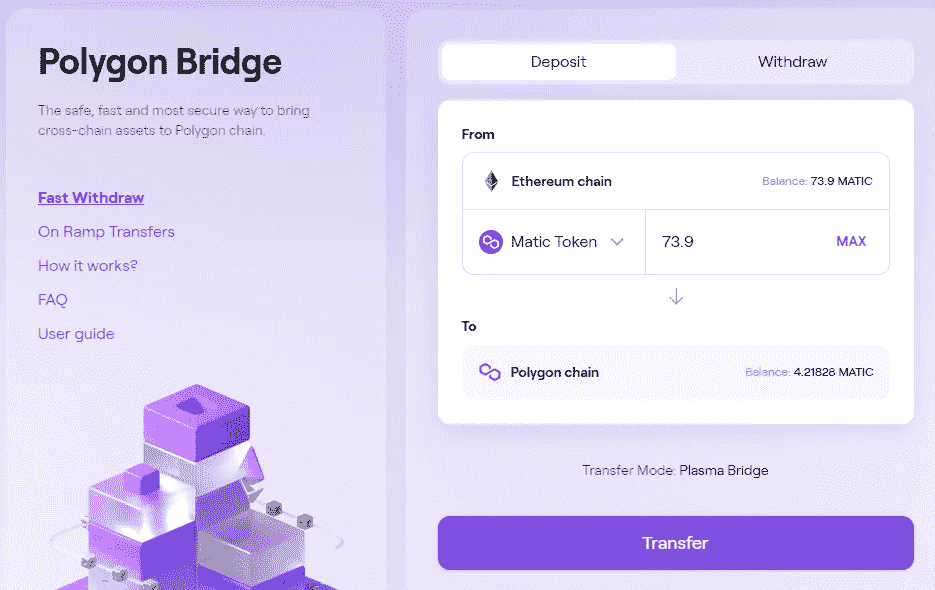 Polygon Bridge
The safe, fast and most secure way to bring
cross-chain assets to Polygon chain.
Fast Withdraw
On Ramp Transfers
How it works?
FAQ
User guide
Deposit
Withdraw
From
Ethereum chain
Balance: 73.9 MATIC
Matic Token
73.9
MAX
To
Polygon chain
Balance: 4.21828 MATIC
Transfer Mode: Plasma Bridge
Transfer